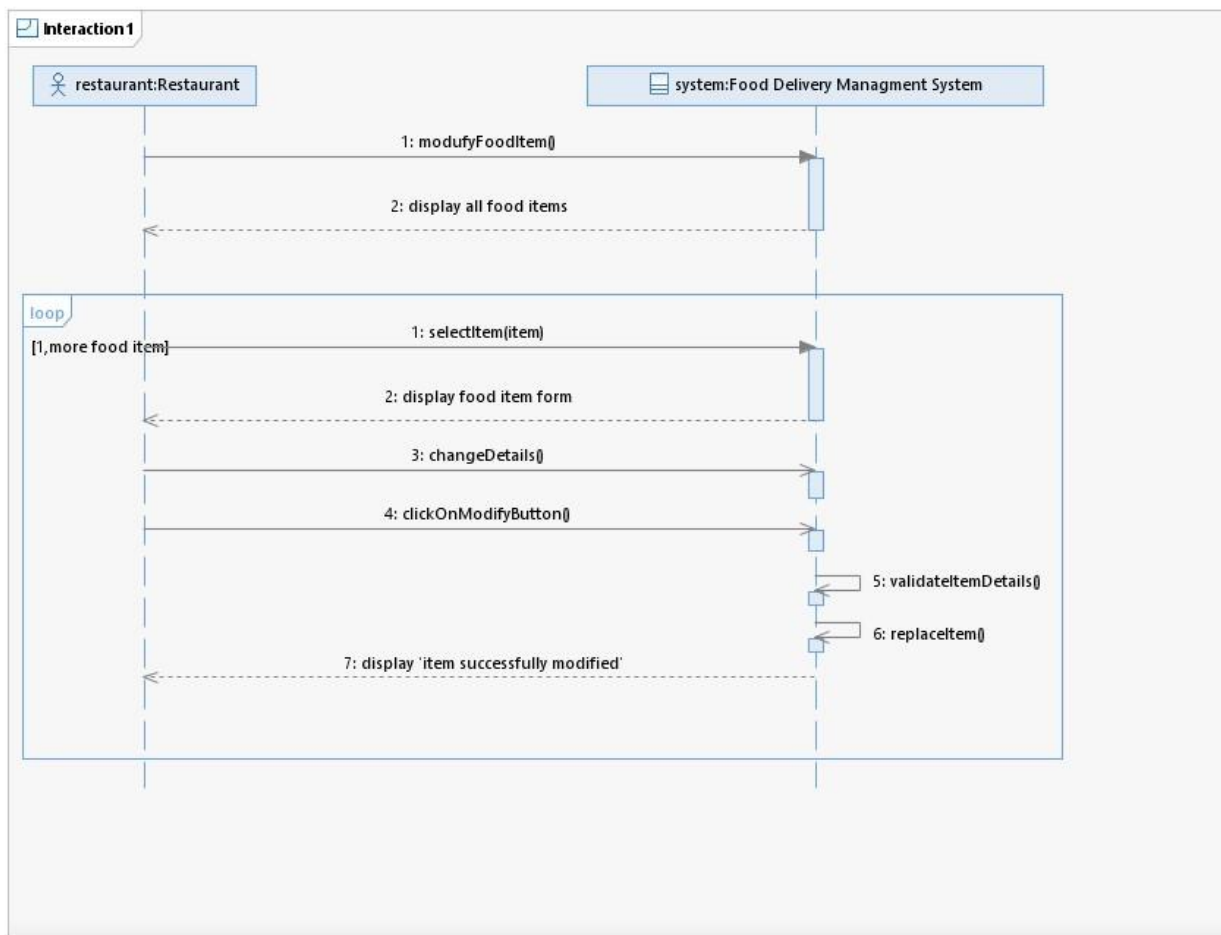 Interaction1
restaurant:Restaurant
system:Food Delivery Managment System
1: modufyFoodItem()
2: display all food items
loop
[1,more food item]
1: selectItem(item)
2: display food item form
3: changeDetails()
4: clickOnModifyButton()
5: validateItemDetails()
6: replaceItem()
7: display 'item successfully modified'